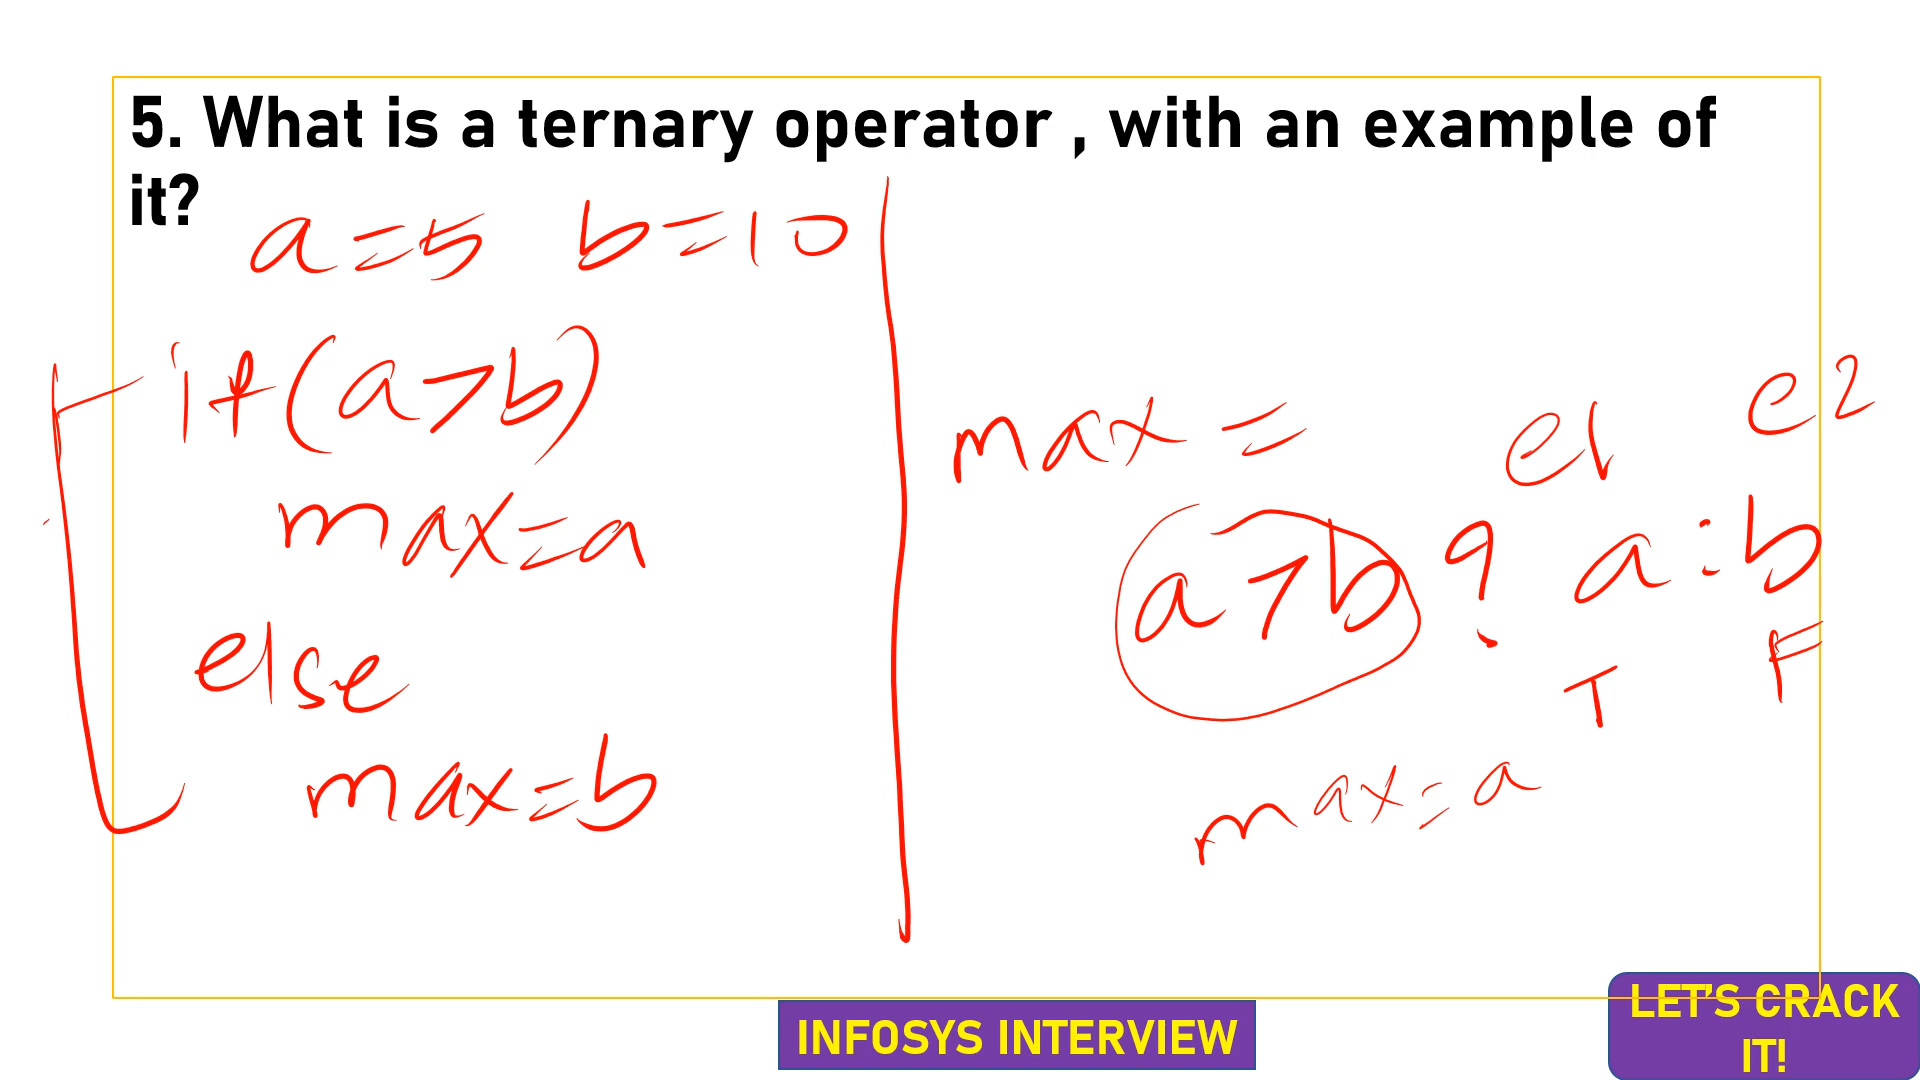 5. What is a ternary operator , with an example of
it?
a=5 b=10
if(a>b)
max=a
else
max=b
max =
e1 e2
a>b ? a:b
T F
max=a
INFOSYS INTERVIEW
LET'S CRACK
IT!